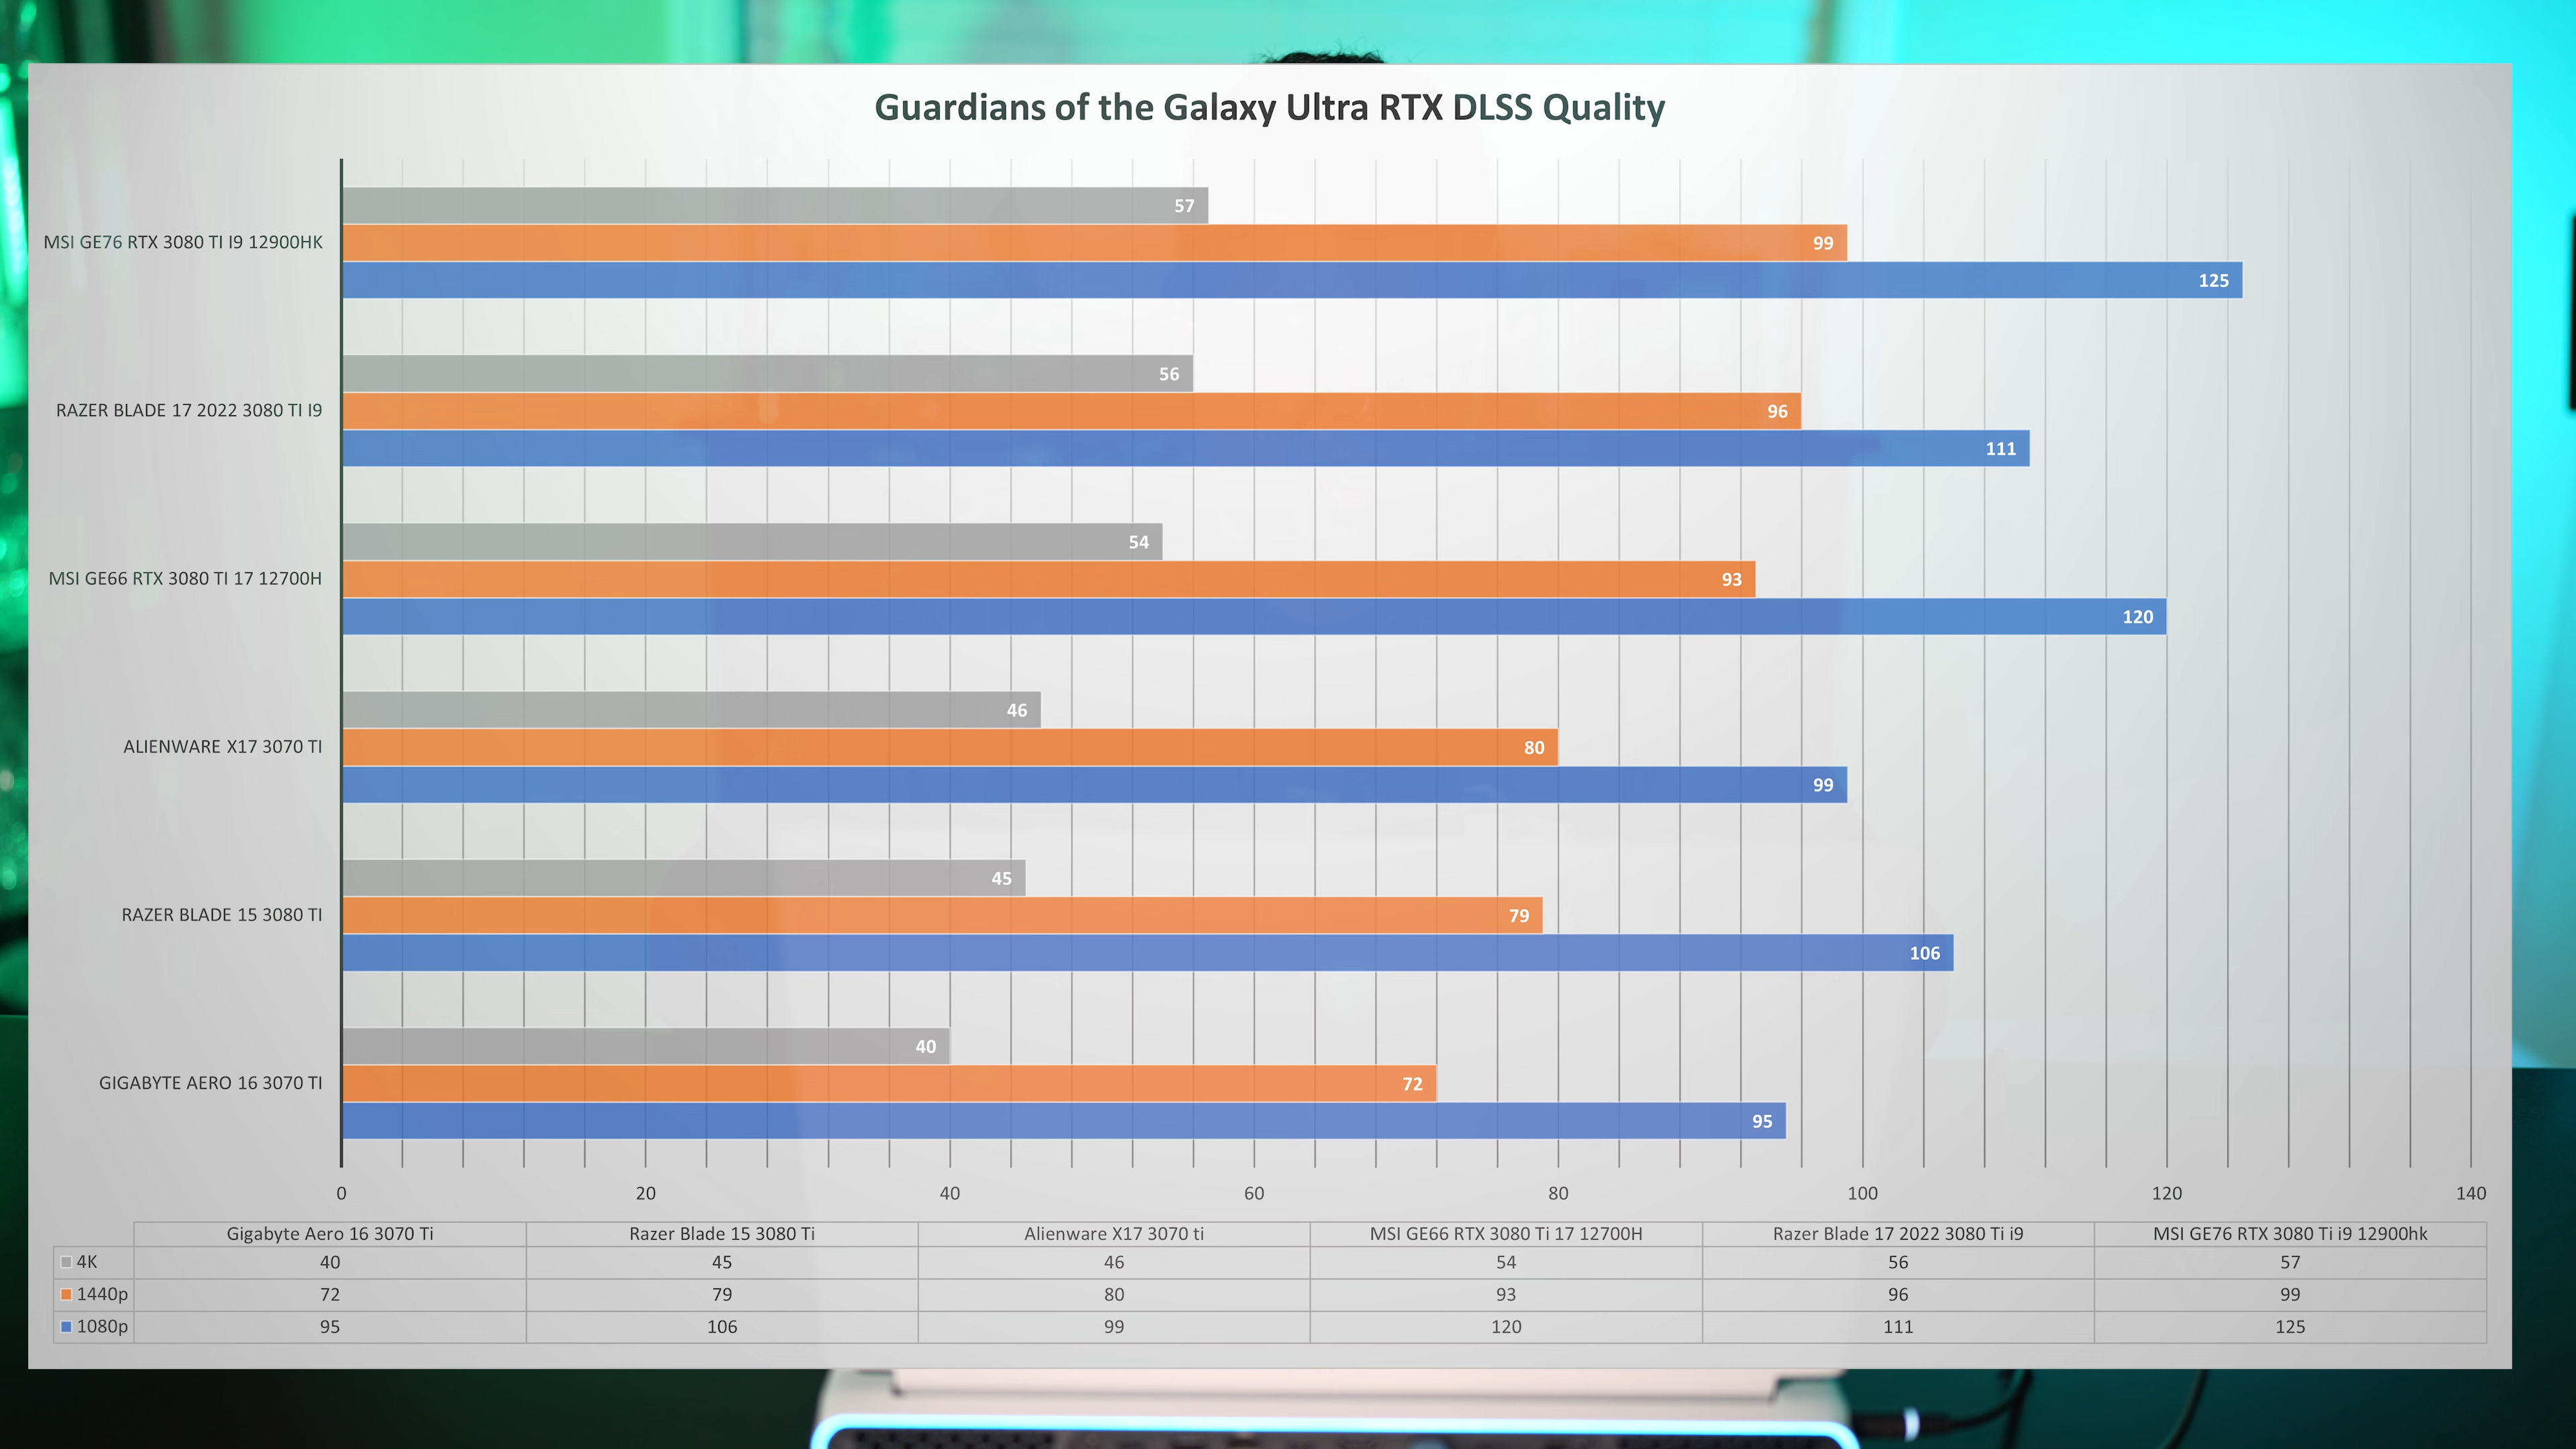 Guardians of the Galaxy Ultra RTX DLSS Quality
MSI GE76 RTX 3080 TI I9 12900HK
57
99
125
RAZER BLADE 17 2022 3080 TI I9
56
96
111
MSI GE66 RTX 3080 TI 17 12700H
54
93
120
ALIENWARE X17 3070 TI
46
80
99
RAZER BLADE 15 3080 TI
45
79
106
GIGABYTE AERO 16 3070 TI
40
72
95
0 20 40 60 80 100 120 140
Gigabyte Aero 16 3070 Ti Razer Blade 15 3080 Ti Alienware X17 3070 ti MSI GE66 RTX 3080 Ti 17 12700H Razer Blade 17 2022 3080 Ti i9 MSI GE76 RTX 3080 Ti i9 12900hk
4K 40 45 46 54 56 57
1440p 72 79 80 93 96 99
1080p 95 106 99 120 111 125